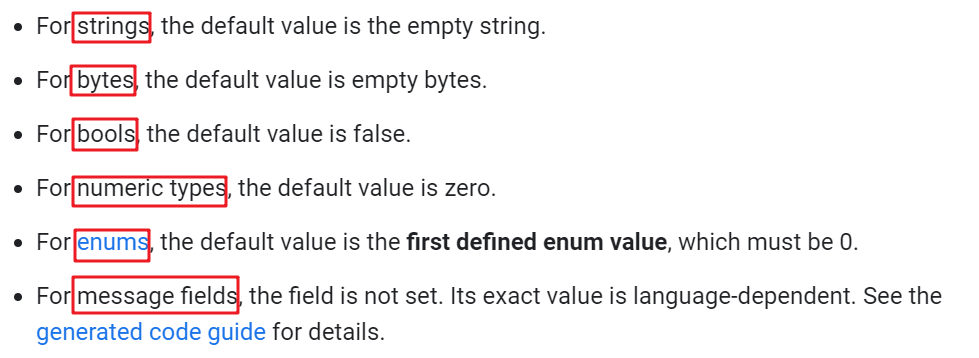 • For strings, the default value is the empty string.
• For bytes, the default value is empty bytes.
• For bools, the default value is false.
• For numeric types, the default value is zero.
• For enums, the default value is the first defined enum value, which must be 0.
• For message fields, the field is not set. Its exact value is language-dependent. See the
generated code guide for details.